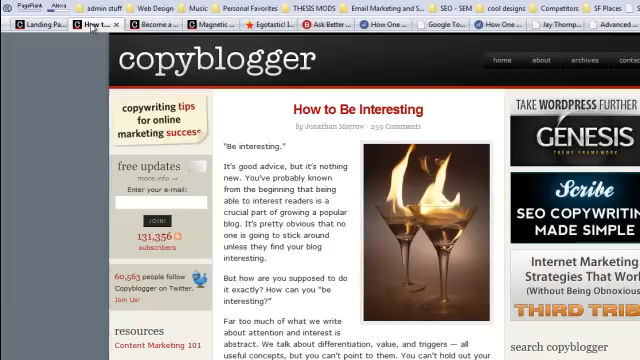 PageRank Alexa
admin stuff Web Design Music Personal Favorites THESIS MODS Email Marketing and S... SEO - SEM cool designs Competitors SF Places
Landing Pa... How t... Become a ... Magnetic ... Egotastic! I... Ask Better ... How One ... Google To... How One ... Jay Thomp... Advanced
copyblogger
home about archives contac
copywriting tips
for online
marketing success
free updates
more info →
Enter your e-mail:
JOIN!
131,356
subscribers
60,563 people follow
Copyblogger on Twitter.
Join Us!
resources
Content Marketing 101
How to Be Interesting
by Jonathan Morrow · 259 Comments
“Be interesting.”
It's good advice, but it's nothing
new. You've probably known
from the beginning that being
able to interest readers is a
crucial part of growing a popular
blog. It's pretty obvious that no
one is going to stick around
unless they find your blog
interesting.
But how are you supposed to do
it exactly? How can you “be
interesting?”
Far too much of what we write
about attention and interest is
abstract. We talk about differentiation, value, and triggers — all
useful concepts, but you can't point to them. You can't hold out your
TAKE WORDPRESS FURTHER
GENESIS
THEME FRAMEWORK
Scribe
SEO COPYWRITING
MADE SIMPLE
Internet Marketing
Strategies That Work
(Without Being Obnoxious
THIRD TRIB
search copyblogger